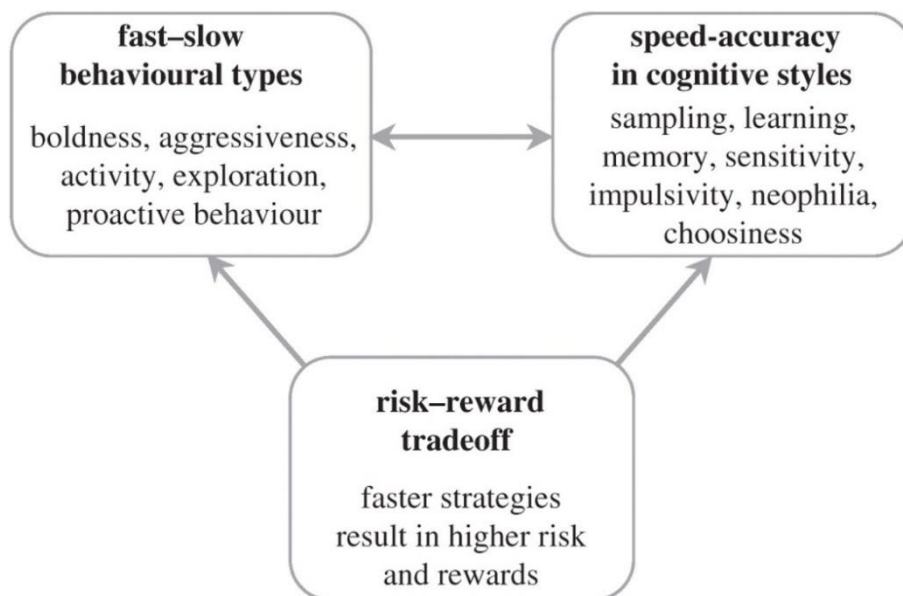 fast–slow
behavioural types
boldness, aggressiveness,
activity, exploration,
proactive behaviour
speed-accuracy
in cognitive styles
sampling, learning,
memory, sensitivity,
impulsivity, neophilia,
choosiness
risk–reward
tradeoff
faster strategies
result in higher risk
and rewards